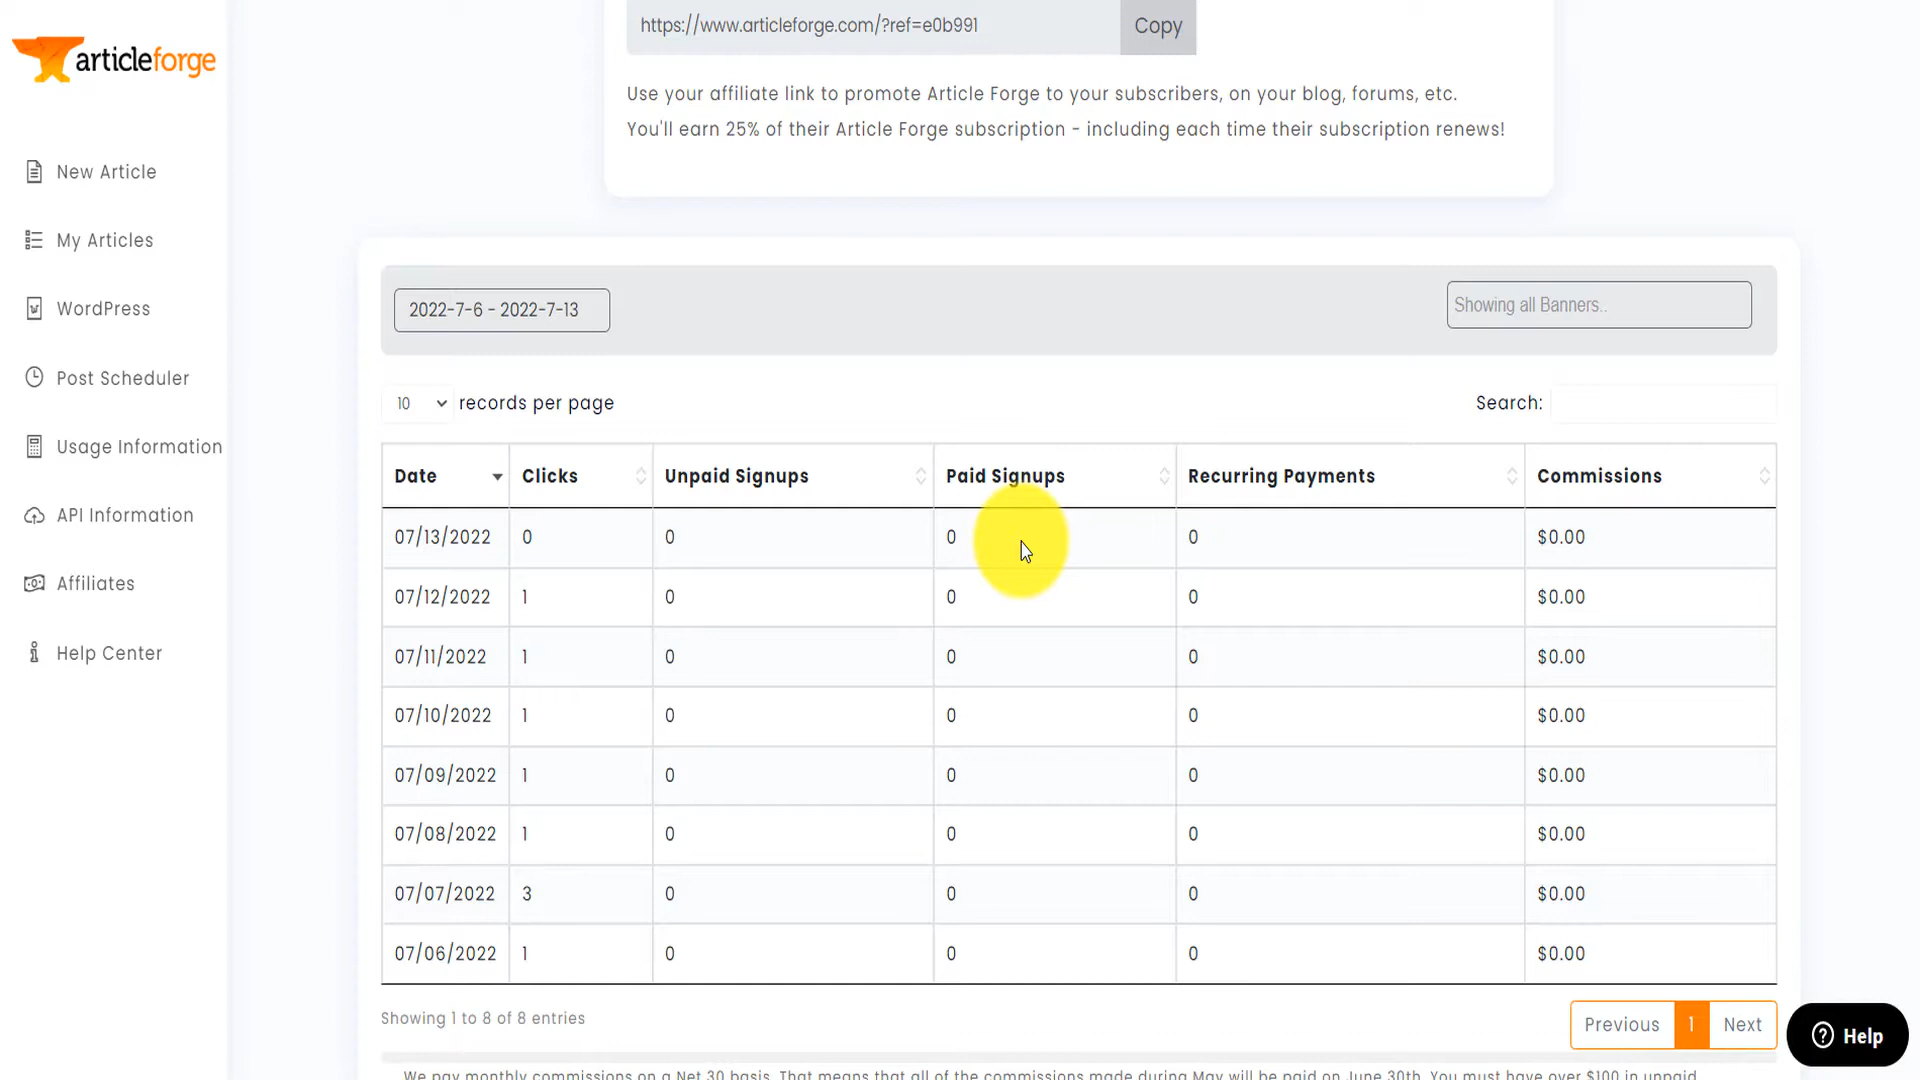 https://www.articleforge.com/?ref=e0b991 Copy
articleforge
Use your affiliate link to promote Article Forge to your subscribers, on your blog, forums, etc.
You'll earn 25% of their Article Forge subscription - including each time their subscription renews!
New Article
My Articles
WordPress
Post Scheduler
Usage Information
API Information
Affiliates
Help Center
2022-7-6 - 2022-7-13 Showing all Banners..
10 records per page Search:
Date Clicks Unpaid Signups Paid Signups Recurring Payments Commissions
07/13/2022 0 0 0 0 $0.00
07/12/2022 1 0 0 0 $0.00
07/11/2022 1 0 0 0 $0.00
07/10/2022 1 0 0 0 $0.00
07/09/2022 1 0 0 0 $0.00
07/08/2022 1 0 0 0 $0.00
07/07/2022 3 0 0 0 $0.00
07/06/2022 1 0 0 0 $0.00
Showing 1 to 8 of 8 entries
Previous 1 Next
Help
We pay monthly commissions on a Net 30 basis. That means that all of the commissions made during May will be paid on June 30th. You must have over $100 in unpaid